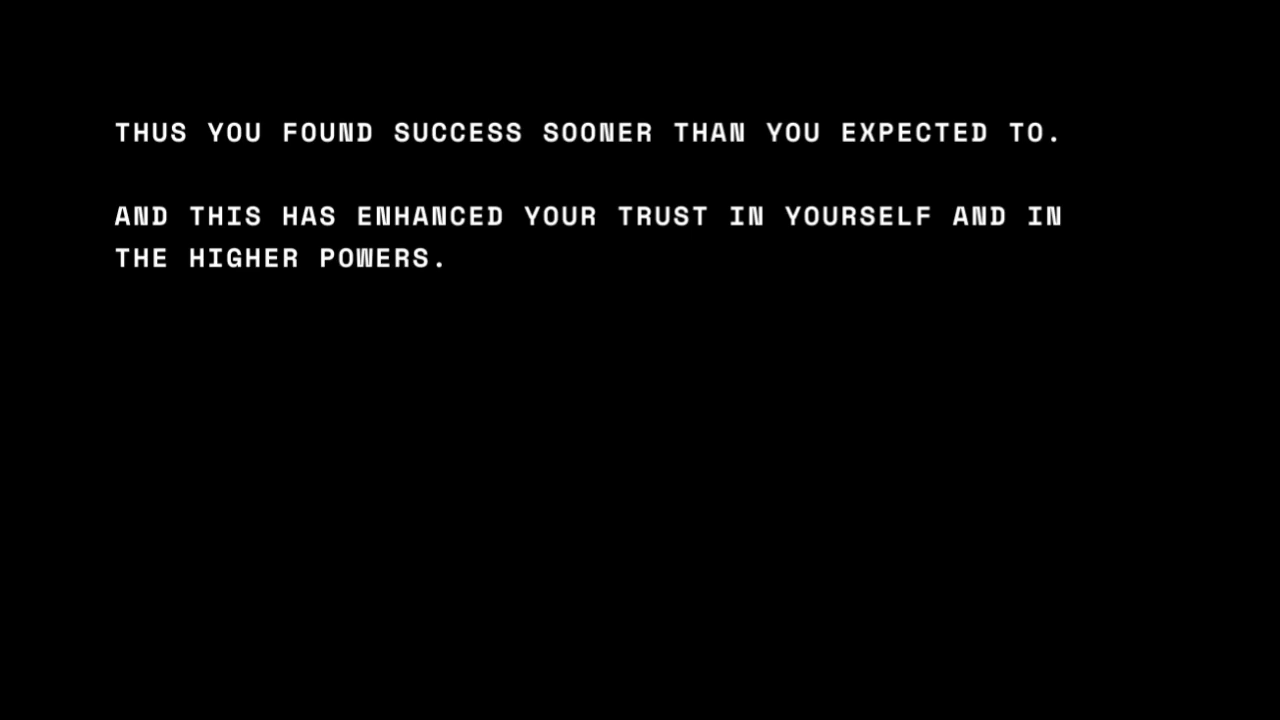 THUS YOU FOUND SUCCESS SOONER THAN YOU EXPECTED TO.
AND THIS HAS ENHANCED YOUR TRUST IN YOURSELF AND IN
THE HIGHER POWERS.